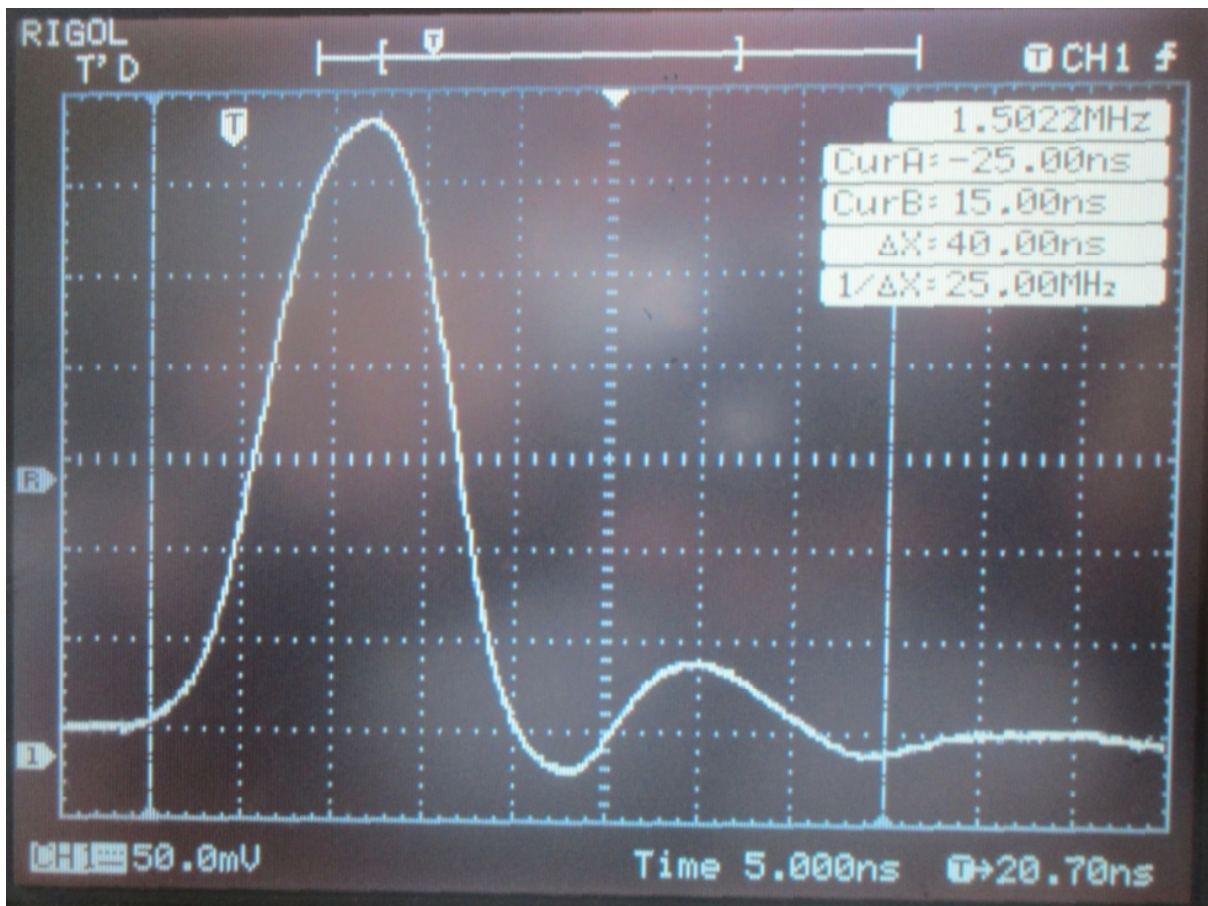 RIGOL
T'D
T
T CH1
T
1.5022MHz
CurA:-25.00ns
CurB: 15.00ns
ΔX: 40.00ns
1/ΔX: 25.00MHz
R
1
CH1 50.0mV Time 5.000ns T→20.70ns